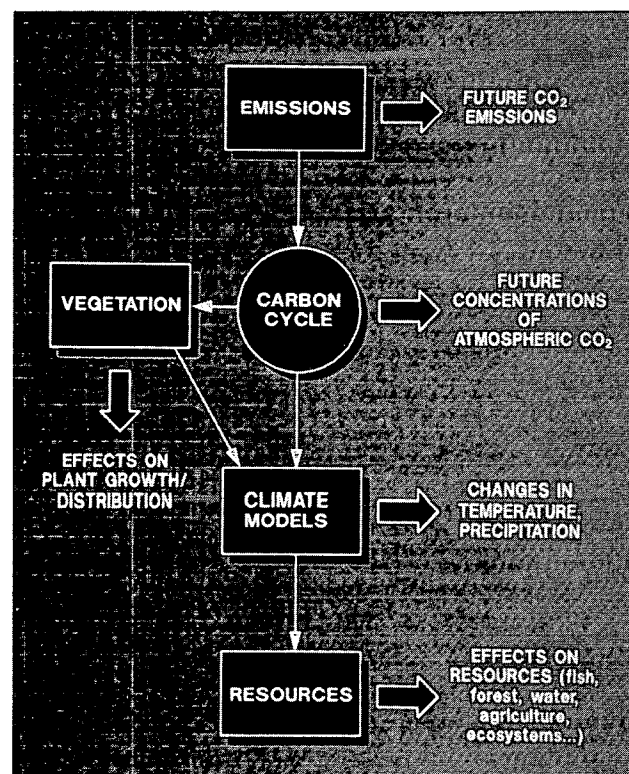 EMISSIONS
FUTURE CO₂
EMISSIONS
VEGETATION
CARBON
CYCLE
FUTURE
CONCENTRATIONS
OF
ATMOSPHERIC CO₂
EFFECTS ON
PLANT GROWTH/
DISTRIBUTION
CLIMATE
MODELS
CHANGES IN
TEMPERATURE,
PRECIPITATION
RESOURCES
EFFECTS ON
RESOURCES (fish,
forest, water,
agriculture,
ecosystems...)